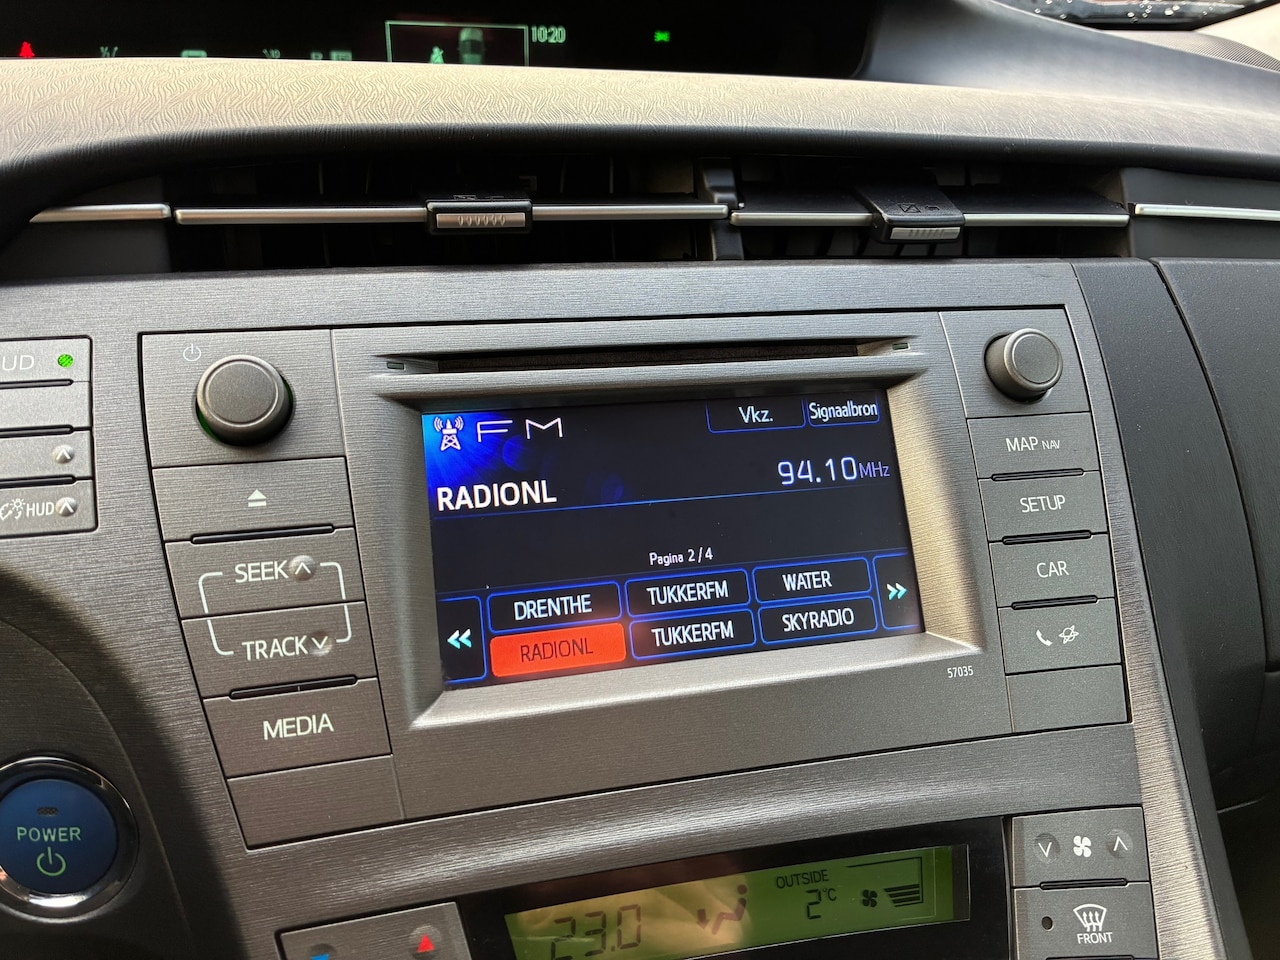 10:20
UD
HUD
SEEK
TRACK
MEDIA
POWER
FM
Vkz.
Signaalbron
94.10MHz
RADIONL
Pagina 2/4
DRENTHE
TUKKERFM
WATER
RADIONL
TUKKERFM
SKYRADIO
57035
MAP NAV
SETUP
CAR
OUTSIDE
23.0
2°C
FRONT